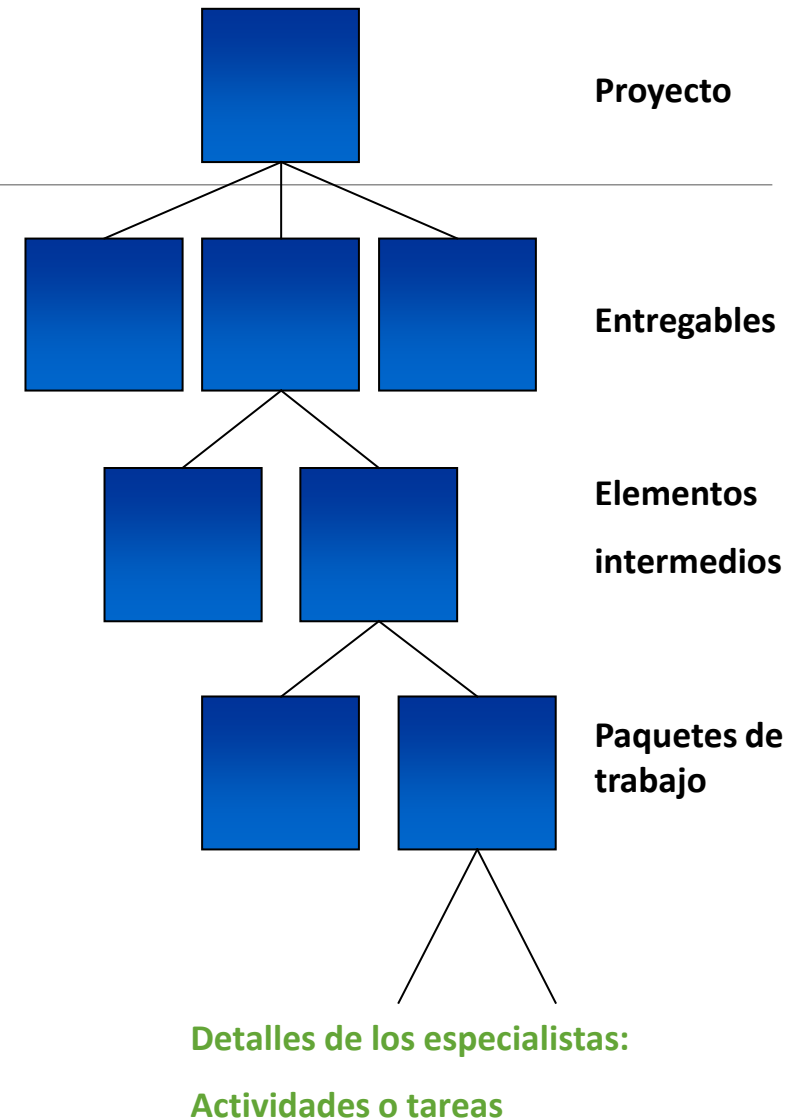 Proyecto
Entregables
Elementos
intermedios
Paquetes de
trabajo
Detalles de los especialistas:
Actividades o tareas